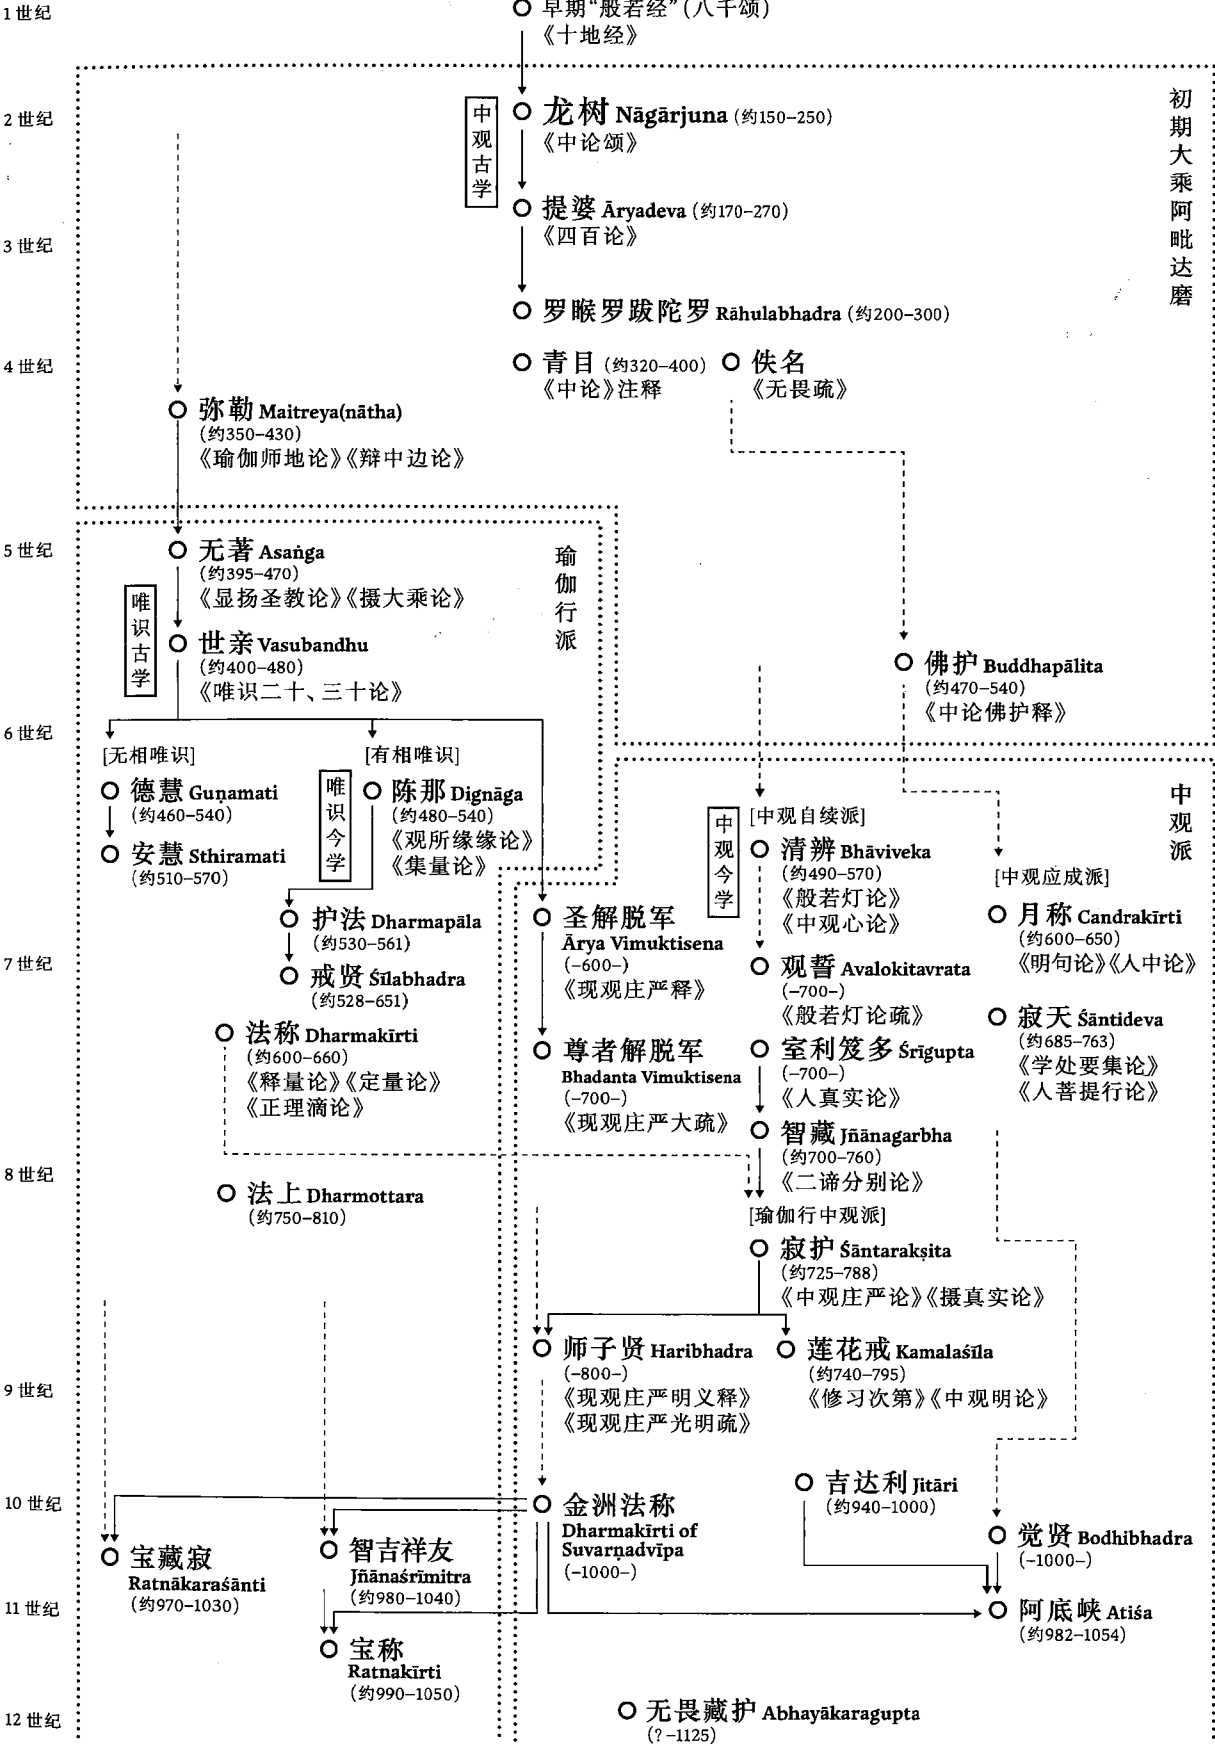 1世纪
早期“般若经”(八千颂)
《十地经》
2世纪
中观古学
龙树 Nāgārjuna (约150–250)
《中论颂》
初期大乘阿毗达磨
提婆 Āryadeva (约170–270)
《四百论》
3世纪
罗睺罗跋陀罗 Rāhulabhadra (约200–300)
4世纪
青目 (约320–400)
《中论》注释
佚名
《无畏疏》
弥勒 Maitreya(nātha)
(约350–430)
《瑜伽师地论》《辩中边论》
5世纪
无著 Asaṅga
(约395–470)
《显扬圣教论》《摄大乘论》
瑜伽行派
唯识古学
世亲 Vasubandhu
(约400–480)
《唯识二十、三十论》
佛护 Buddhapālita
(约470–540)
《中论佛护释》
6世纪
[无相唯识]
德慧 Guṇamati
(约460–540)
安慧 Sthiramati
(约510–570)
[有相唯识]
唯识今学
陈那 Dignāga
(约480–540)
《观所缘缘论》
《集量论》
中观派
[中观自续派]
中观今学
清辨 Bhāviveka
(约490–570)
《般若灯论》
《中观心论》
[中观应成派]
月称 Candrakīrti
(约600–650)
《明句论》《人中论》
护法 Dharmapāla
(约530–561)
圣解脱军
Ārya Vimuktisena
(–600–)
《现观庄严释》
7世纪
戒贤 Śīlabhadra
(约528–651)
观誓 Avalokitavrata
(–700–)
《般若灯论疏》
寂天 Śāntideva
(约685–763)
《学处要集论》
《人菩提行论》
法称 Dharmakīrti
(约600–660)
《释量论》《定量论》
《正理滴论》
尊者解脱军
Bhadanta Vimuktisena
(–700–)
《现观庄严大疏》
室利笈多 Śrīgupta
(–700–)
《人真实论》
智藏 Jñānagarbha
(约700–760)
《二谛分别论》
8世纪
法上 Dharmottara
(约750–810)
[瑜伽行中观派]
寂护 Śāntarakṣita
(约725–788)
《中观庄严论》《摄真实论》
师子贤 Haribhadra
(–800–)
《现观庄严明义释》
《现观庄严光明疏》
莲花戒 Kamalaśīla
(约740–795)
《修习次第》《中观明论》
9世纪
吉达利 Jitāri
(约940–1000)
10世纪
金洲法称
Dharmakīrti of
Suvarṇadvīpa
(–1000–)
觉贤 Bodhibhadra
(–1000–)
宝藏寂
Ratnākaraśānti
(约970–1030)
智吉祥友
Jñānaśrīmitra
(约980–1040)
11世纪
阿底峡 Atiśa
(约982–1054)
宝称
Ratnakīrti
(约990–1050)
12世纪
无畏藏护 Abhayākaragupta
(?–1125)